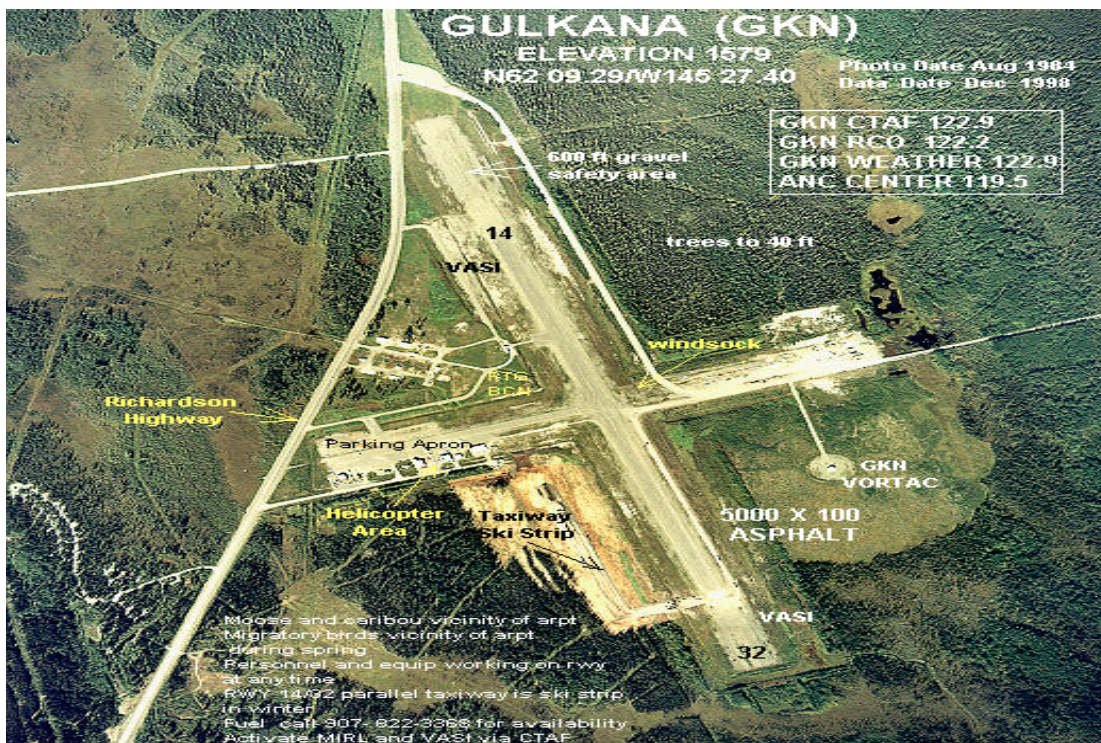 GULKANA (GKN)
ELEVATION 1579
N62 09.29/W145 27.40
Photo Date Aug 1984
Data Date Dec 1998
GKN CTAF 122.9
GKN RCO 122.2
GKN WEATHER 122.9
ANC CENTER 119.5
600 ft gravel
safety area
14
VASI
trees to 40 ft
windsock
RTG
BCN
Richardson
Highway
Parking Apron
GKN
VORTAC
Helicopter
Area
Taxiway
Ski Strip
5000 X 100
ASPHALT
VASI
32
Moose and caribou vicinity of arpt
Migratory birds vicinity of arpt
during spring
Personnel and equip working on rwy
at any time
RWY 14/32 parallel taxiway is ski strip
in winter
Fuel call 907-822-3368 for availability
Activate MIRL and VASI via CTAF